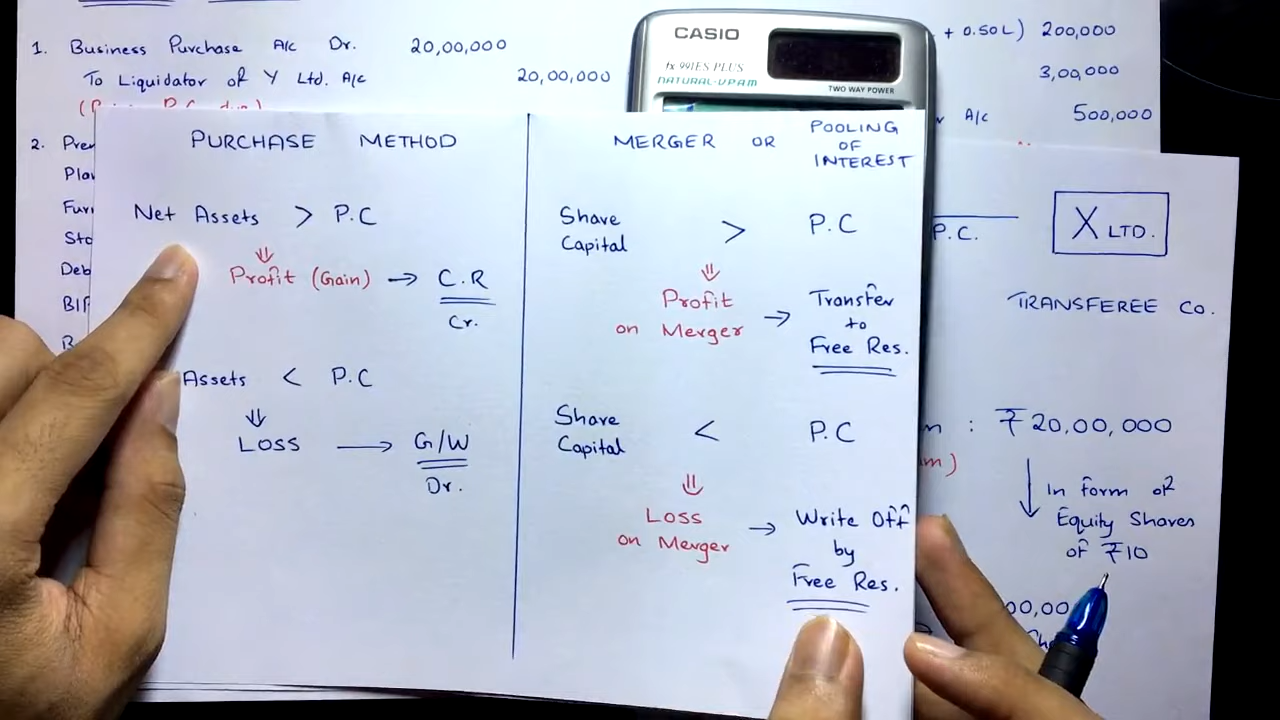 1. Business Purchase A/c Dr. 20,00,000
To Liquidator of Y Ltd. A/c 20,00,000
2.
+ 0.50L) 200,000
3,00,000
A/c 500,000
CASIO
fx-991ES PLUS
NATURAL-V.P.A.M.
TWO WAY POWER
PURCHASE METHOD
Net Assets > P.C
Profit (Gain) → C.R
Cr.
Assets < P.C
Loss → G/W
Dr.
MERGER OR POOLING OF INTEREST
Share Capital > P.C
Profit on Merger → Transfer to Free Res.
Share Capital < P.C
Loss on Merger → Write Off by Free Res.
P.C.
X LTD.
TRANSFEREE CO.
: ₹20,00,000
In form of
Equity Shares
of ₹10